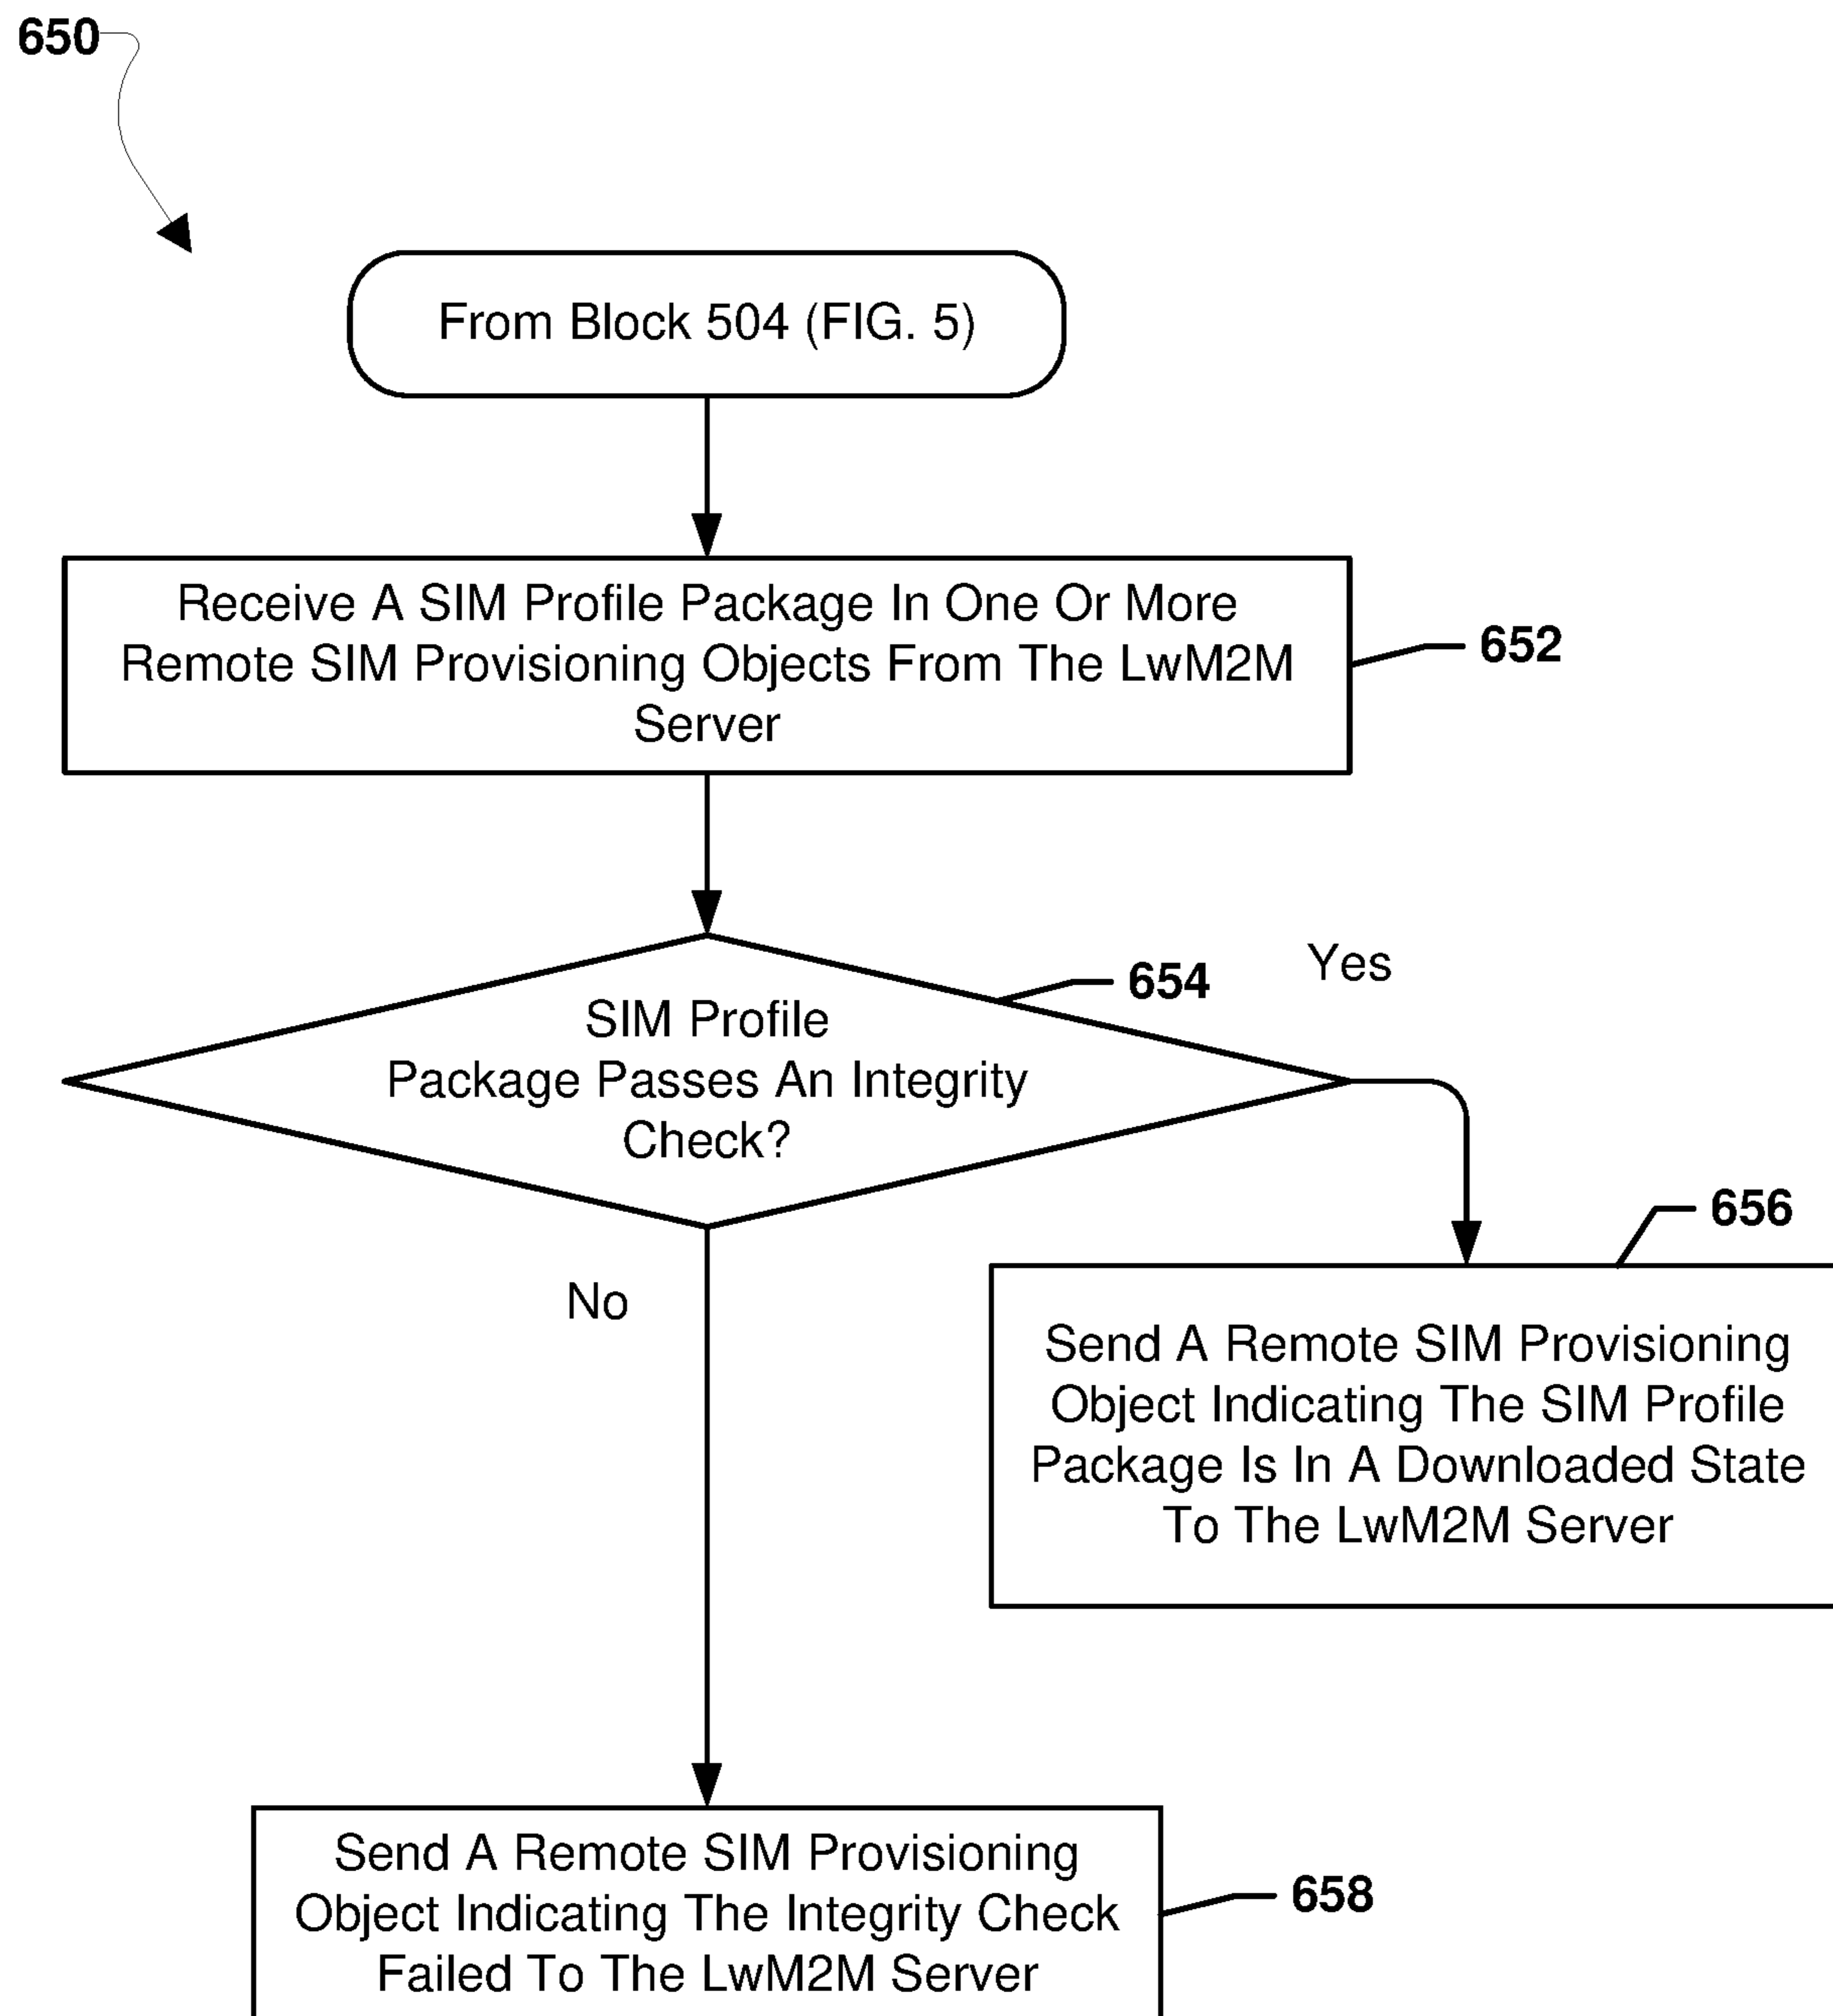 650
From Block 504 (FIG. 5)
Receive A SIM Profile Package In One Or More
Remote SIM Provisioning Objects From The LwM2M
Server
652
654
Yes
SIM Profile
Package Passes An Integrity
Check?
656
No
Send A Remote SIM Provisioning
Object Indicating The SIM Profile
Package Is In A Downloaded State
To The LwM2M Server
Send A Remote SIM Provisioning
Object Indicating The Integrity Check
Failed To The LwM2M Server
658